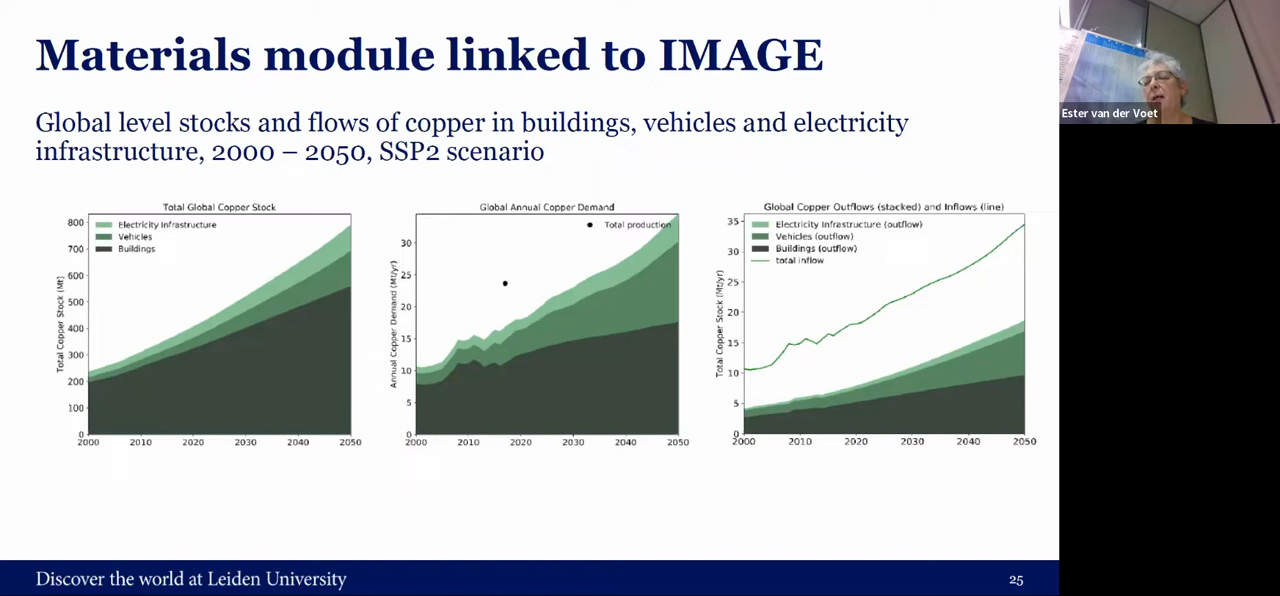 Materials module linked to IMAGE
Global level stocks and flows of copper in buildings, vehicles and electricity
infrastructure, 2000 – 2050, SSP2 scenario
Total Global Copper Stock
Electricity Infrastructure
Vehicles
Buildings
Total Copper Stock (Mt)
800
700
600
500
400
300
200
100
0
2000 2010 2020 2030 2040 2050
Global Annual Copper Demand
Total production
Annual Copper Demand (Mt/yr)
30
25
20
15
10
5
0
2000 2010 2020 2030 2040 2050
Global Copper Outflows (stacked) and Inflows (line)
Electricity Infrastructure (outflow)
Vehicles (outflow)
Buildings (outflow)
total inflow
Total Copper Stock (Mt/yr)
35
30
25
20
15
10
5
0
2000 2010 2020 2030 2040 2050
Discover the world at Leiden University
25
Ester van der Voet